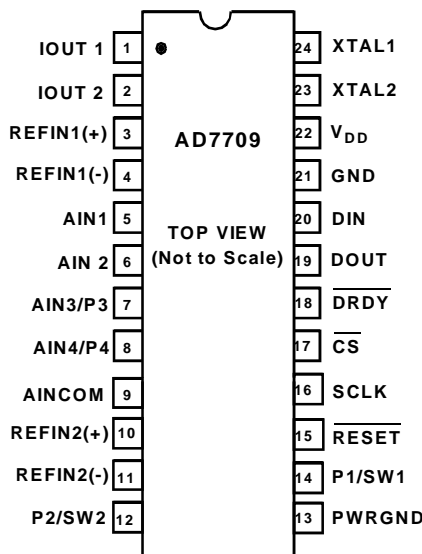 IOUT 1 1 24 XTAL1
IOUT 2 2 23 XTAL2
REFIN1(+) 3 22 VDD
AD7709
REFIN1(-) 4 21 GND
AIN1 5 20 DIN
TOP VIEW
(Not to Scale)
AIN 2 6 19 DOUT
AIN3/P3 7 18 DRDY
AIN4/P4 8 17 CS
AINCOM 9 16 SCLK
REFIN2(+) 10 15 RESET
REFIN2(-) 11 14 P1/SW1
P2/SW2 12 13 PWRGND